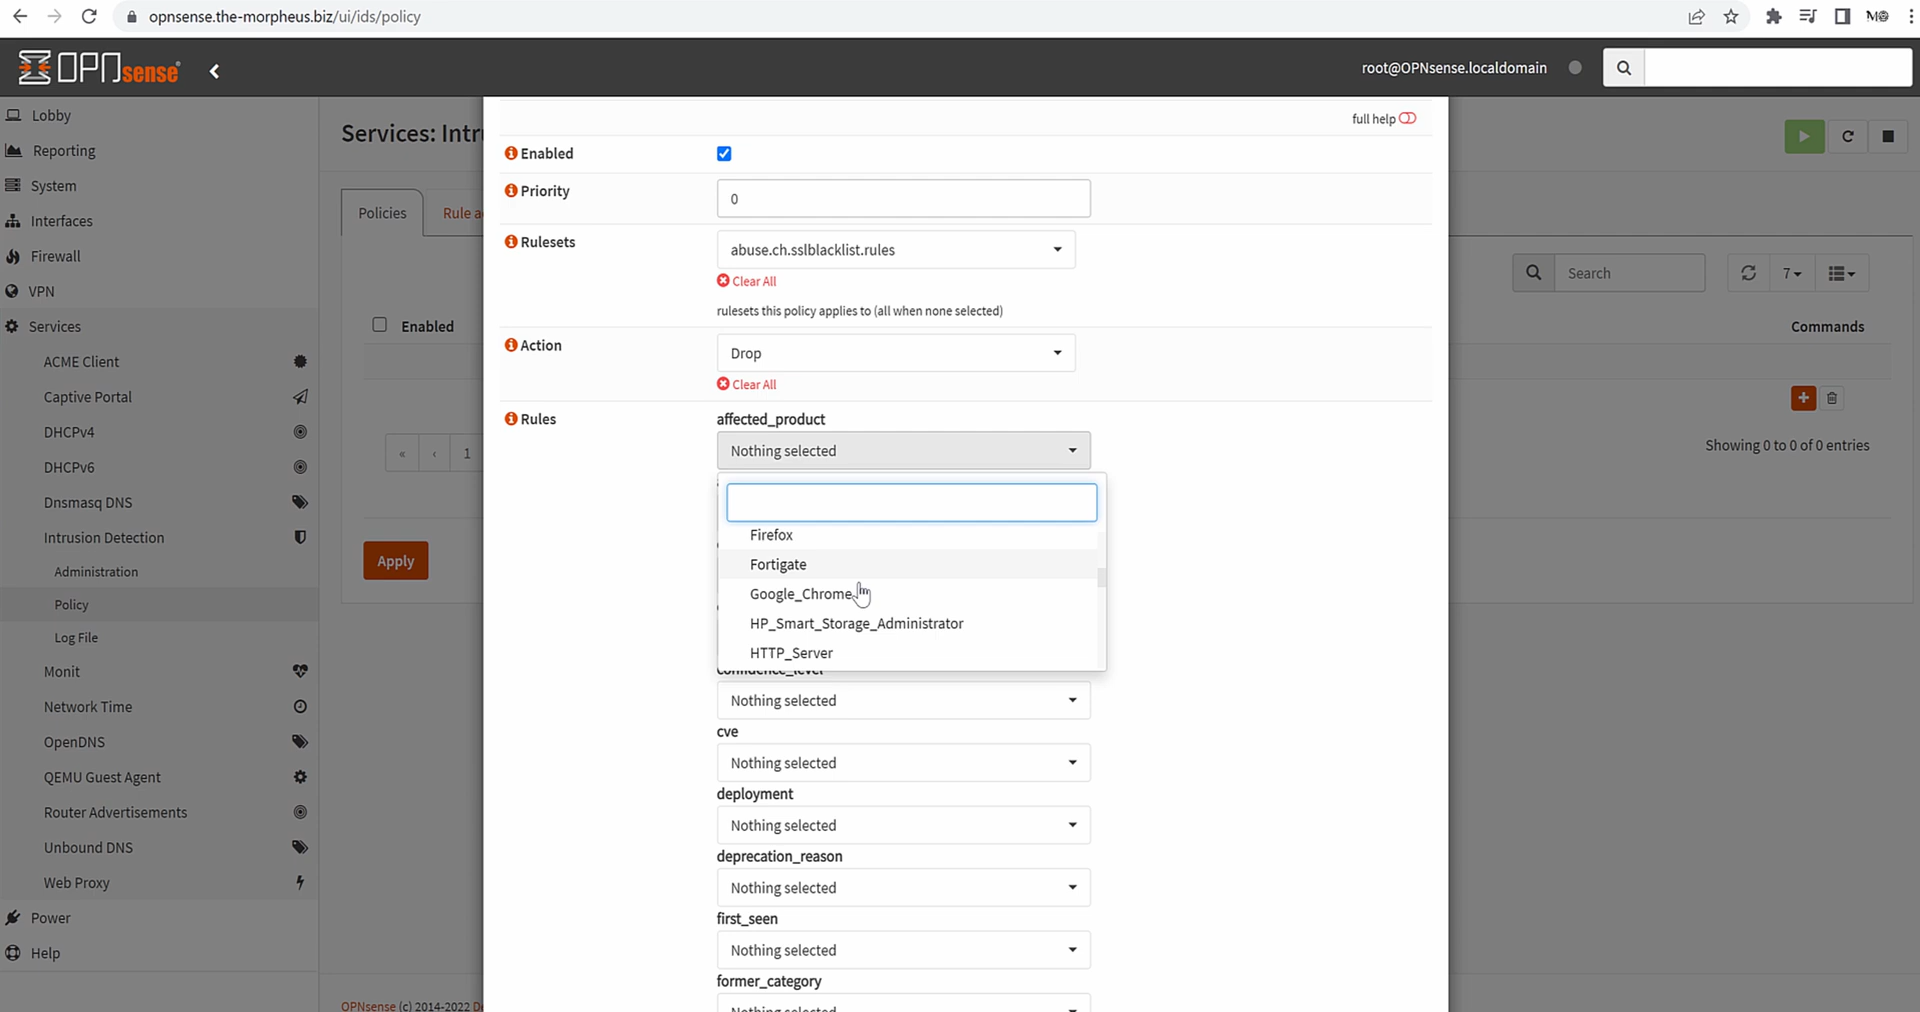 opnsense.the-morpheus.biz/ui/ids/policy
OPNsense
root@OPNsense.localdomain
Lobby
Reporting
System
Interfaces
Firewall
VPN
Services
ACME Client
Captive Portal
DHCPv4
DHCPv6
Dnsmasq DNS
Intrusion Detection
Administration
Policy
Log File
Monit
Network Time
OpenDNS
QEMU Guest Agent
Router Advertisements
Unbound DNS
Web Proxy
Power
Help
Services: Intr
Policies
Rule a
Enabled
« ‹ 1
Apply
OPNsense (c) 2014-2022 De
full help
Enabled
Priority
0
Rulesets
abuse.ch.sslblacklist.rules
Clear All
rulesets this policy applies to (all when none selected)
Action
Drop
Clear All
Rules
affected_product
Nothing selected
Firefox
Fortigate
Google_Chrome
HP_Smart_Storage_Administrator
HTTP_Server
confidence_level
Nothing selected
cve
Nothing selected
deployment
Nothing selected
deprecation_reason
Nothing selected
first_seen
Nothing selected
former_category
Nothing selected
Search
7
Commands
Showing 0 to 0 of 0 entries